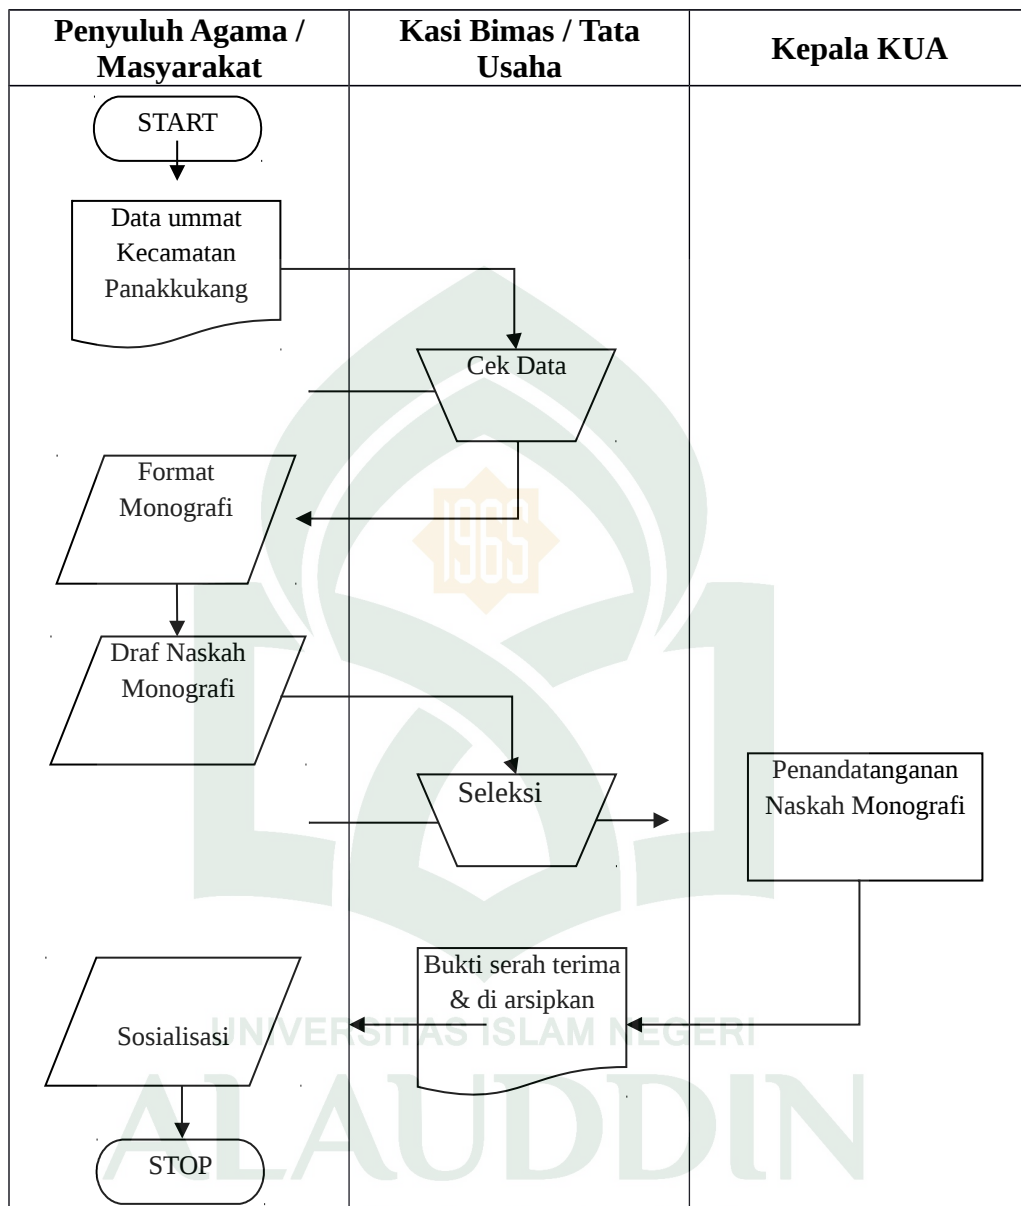 Penyuluh Agama /
Masyarakat
Kasi Bimas / Tata
Usaha
Kepala KUA
START
Data ummat
Kecamatan
Panakkukang
Cek Data
Format
Monografi
1965
Draf Naskah
Monografi
Seleksi
Penandatanganan
Naskah Monografi
Bukti serah terima
& di arsipkan
Sosialisasi
UNIVERSITAS ISLAM NEGERI
ALAUDDIN
STOP